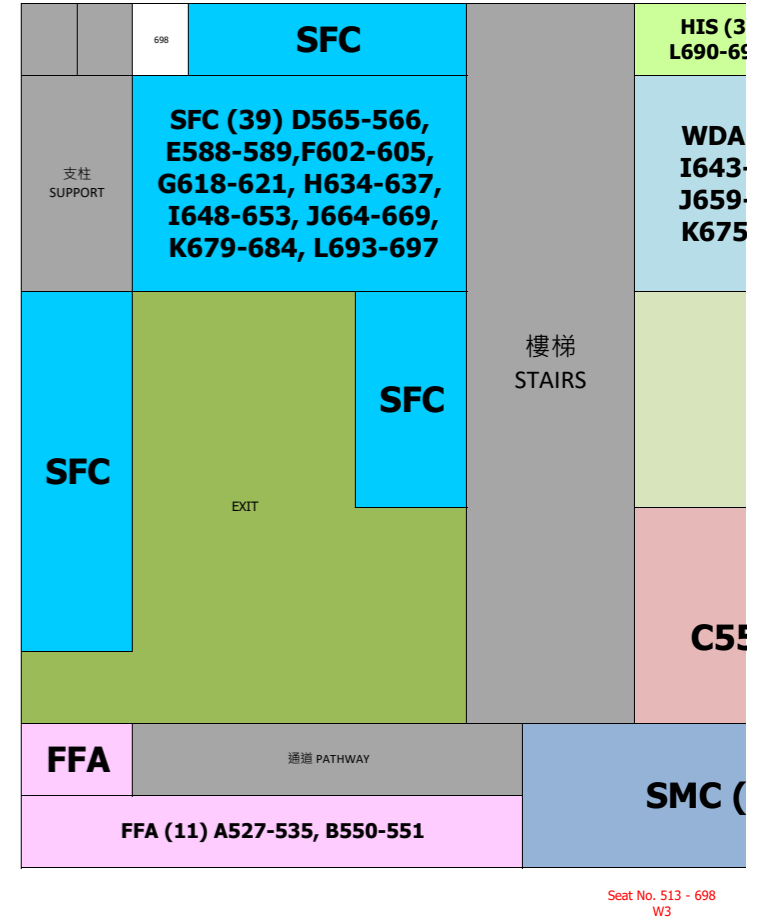 698
SFC
HIS (3
L690-69
SFC (39) D565-566,
E588-589,F602-605,
G618-621, H634-637,
I648-653, J664-669,
K679-684, L693-697
支柱
SUPPORT
WDA
I643-
J659-
K675
樓梯
STAIRS
SFC
SFC
EXIT
C55
FFA
通道 PATHWAY
SMC (
FFA (11) A527-535, B550-551
Seat No. 513 - 698
W3